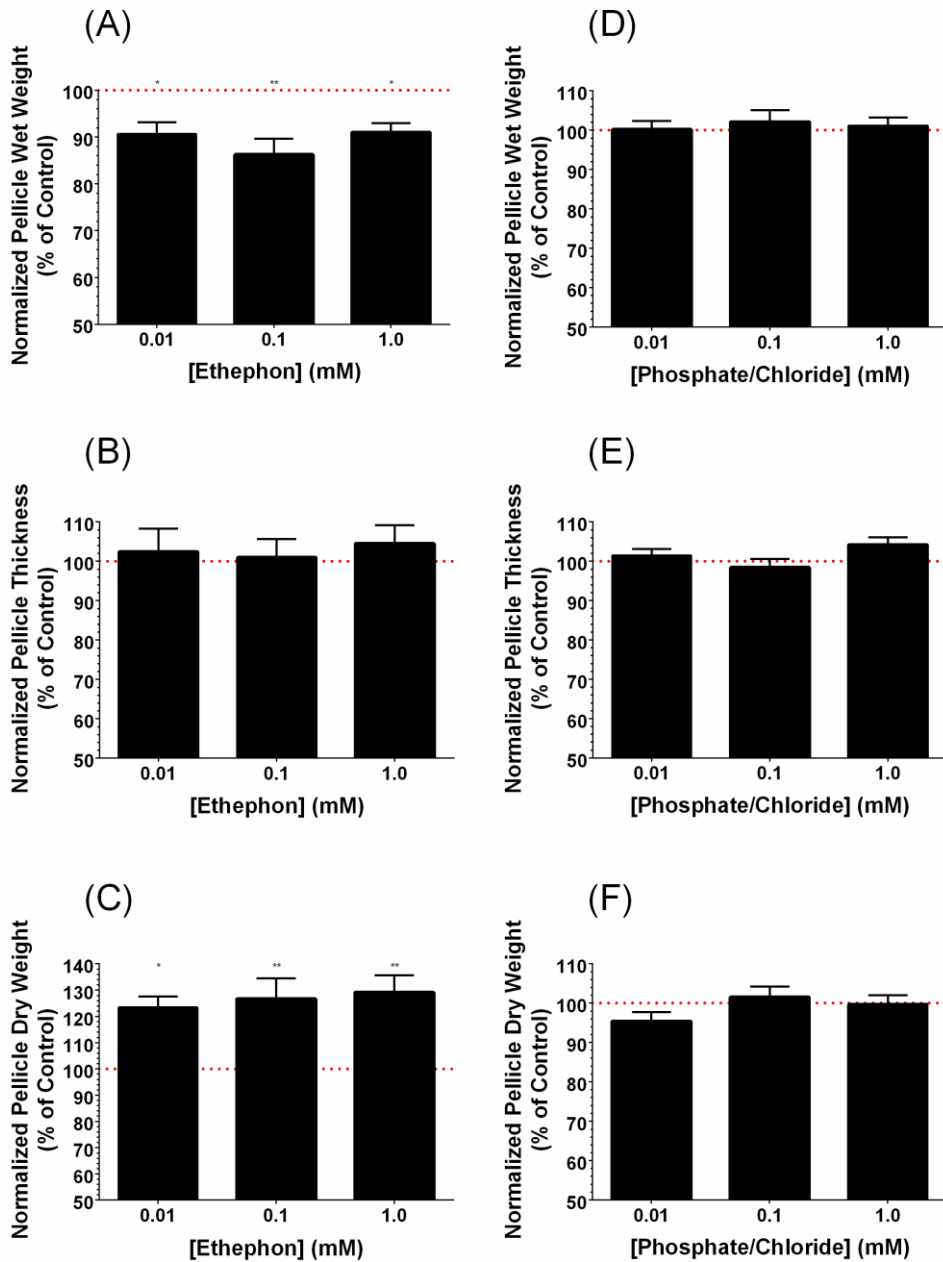 (A)
Normalized Pellicle Wet Weight
(% of Control)
* ** *
100
90
80
70
60
50
0.01 0.1 1.0
[Ethephon] (mM)
(D)
Normalized Pellicle Wet Weight
(% of Control)
110
100
90
80
70
60
50
0.01 0.1 1.0
[Phosphate/Chloride] (mM)
(B)
Normalized Pellicle Thickness
(% of Control)
110
100
90
80
70
60
50
0.01 0.1 1.0
[Ethephon] (mM)
(E)
Normalized Pellicle Thickness
(% of Control)
110
100
90
80
70
60
50
0.01 0.1 1.0
[Phosphate/Chloride] (mM)
(C)
Normalized Pellicle Dry Weight
(% of Control)
* ** **
140
130
120
110
100
90
80
70
60
50
0.01 0.1 1.0
[Ethephon] (mM)
(F)
Normalized Pellicle Dry Weight
(% of Control)
110
100
90
80
70
60
50
0.01 0.1 1.0
[Phosphate/Chloride] (mM)